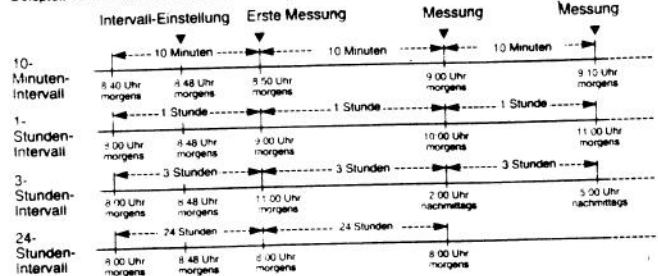 Intervall-Einstellung Erste Messung Messung Messung
10 Minuten 10 Minuten 10 Minuten
10-
Minuten-
Intervall
8 40 Uhr morgens 8 48 Uhr morgens 8 50 Uhr morgens 9 00 Uhr morgens 9 10 Uhr morgens
1 Stunde 1 Stunde 1 Stunde
1-
Stunden-
Intervall
8 00 Uhr morgens 8 48 Uhr morgens 9 00 Uhr morgens 10 00 Uhr morgens 11 00 Uhr morgens
3 Stunden 3 Stunden 3 Stunden
3-
Stunden-
Intervall
8 00 Uhr morgens 8 48 Uhr morgens 11 00 Uhr morgens 2 00 Uhr nachmittags 5 00 Uhr nachmittags
24 Stunden 24 Stunden
24-
Stunden-
Intervall
8 00 Uhr morgens 8 48 Uhr morgens 8 00 Uhr morgens 8 00 Uhr morgens